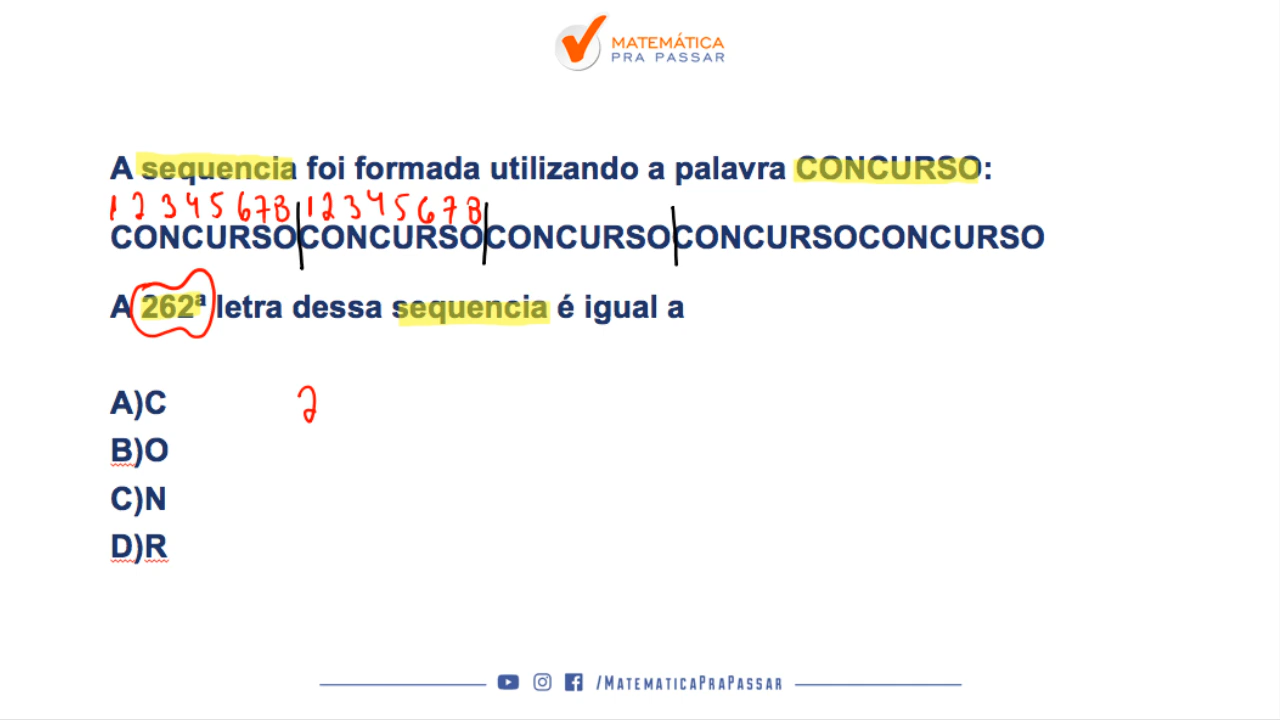 MATEMÁTICA
PRA PASSAR
A sequencia foi formada utilizando a palavra CONCURSO:
1 2 3 4 5 6 7 8 1 2 3 4 5 6 7 8
CONCURSOCONCURSOCONCURSOCONCURSOCONCURSO
A 262ª letra dessa sequencia é igual a
A)C
2
B)O
C)N
D)R
/MATEMATICAPRAPASSAR